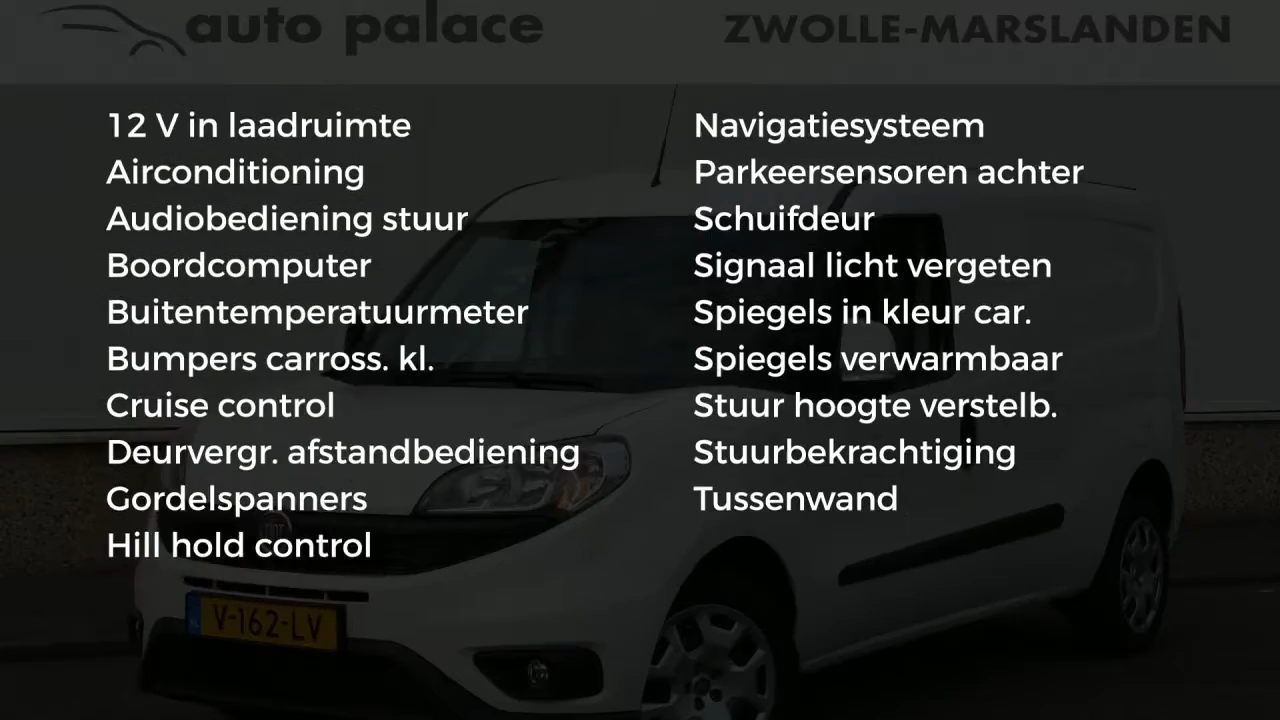 auto palace
ZWOLLE-MARSLANDEN
12 V in laadruimte
Airconditioning
Audiobediening stuur
Boordcomputer
Buitentemperatuurmeter
Bumpers carross. kl.
Cruise control
Deurvergr. afstandbediening
Gordelspanners
Hill hold control
Navigatiesysteem
Parkeersensoren achter
Schuifdeur
Signaal licht vergeten
Spiegels in kleur car.
Spiegels verwarmbaar
Stuur hoogte verstelb.
Stuurbekrachtiging
Tussenwand
FIAT
V-162-LV